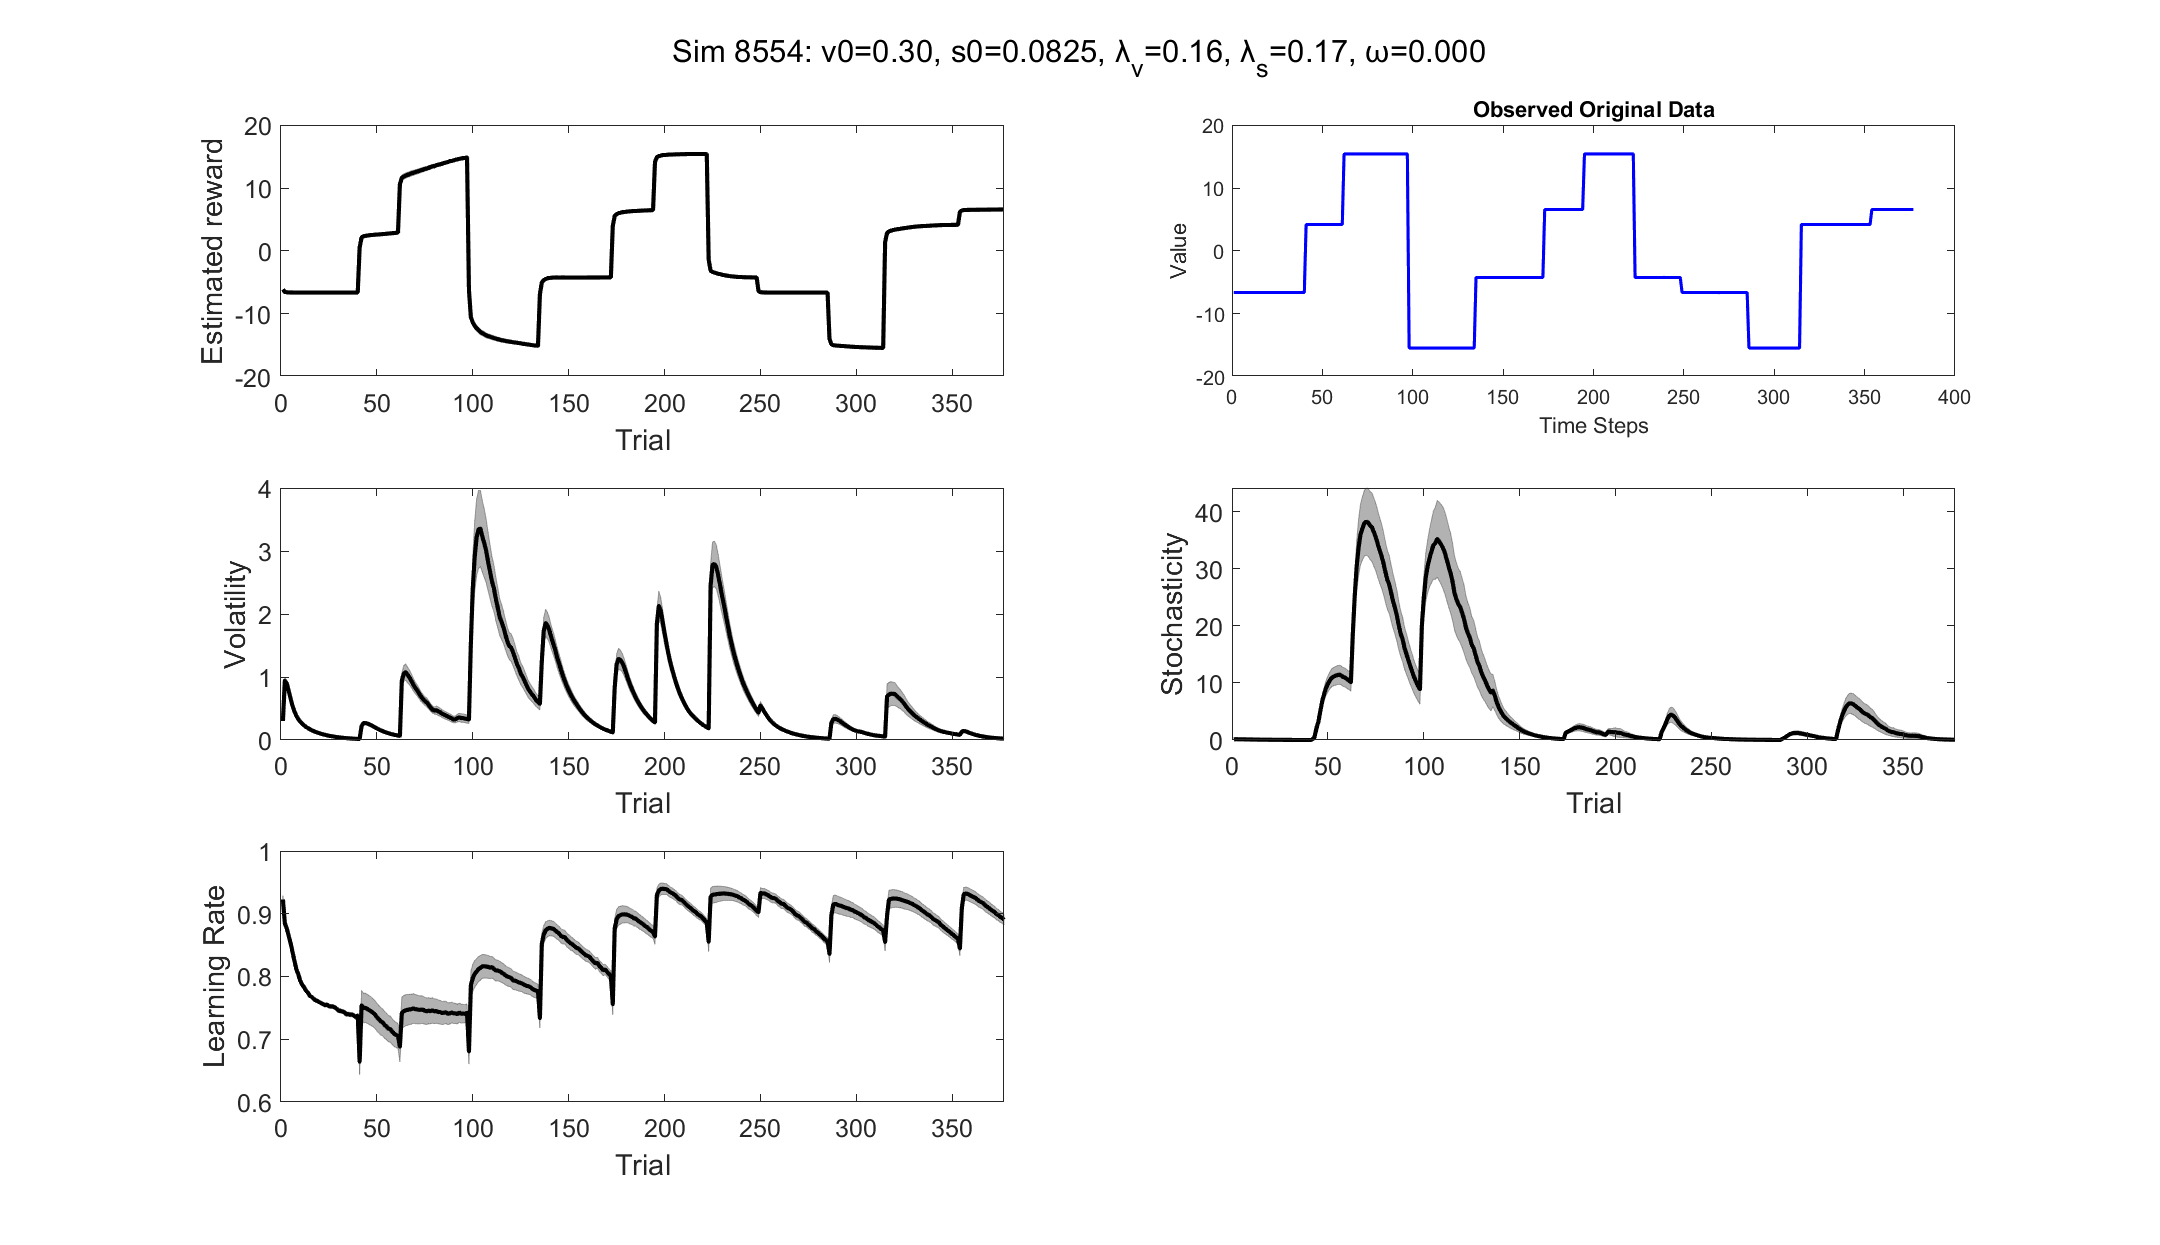 Sim 8554: v0=0.30, s0=0.0825, λ_v=0.16, λ_s=0.17, ω=0.000
Estimated reward
20
10
0
-10
-20
0 50 100 150 200 250 300 350
Trial
Observed Original Data
Value
20
10
0
-10
-20
0 50 100 150 200 250 300 350 400
Time Steps
Volatility
4
3
2
1
0
0 50 100 150 200 250 300 350
Trial
Stochasticity
40
30
20
10
0
0 50 100 150 200 250 300 350
Trial
Learning Rate
1
0.9
0.8
0.7
0.6
0 50 100 150 200 250 300 350
Trial